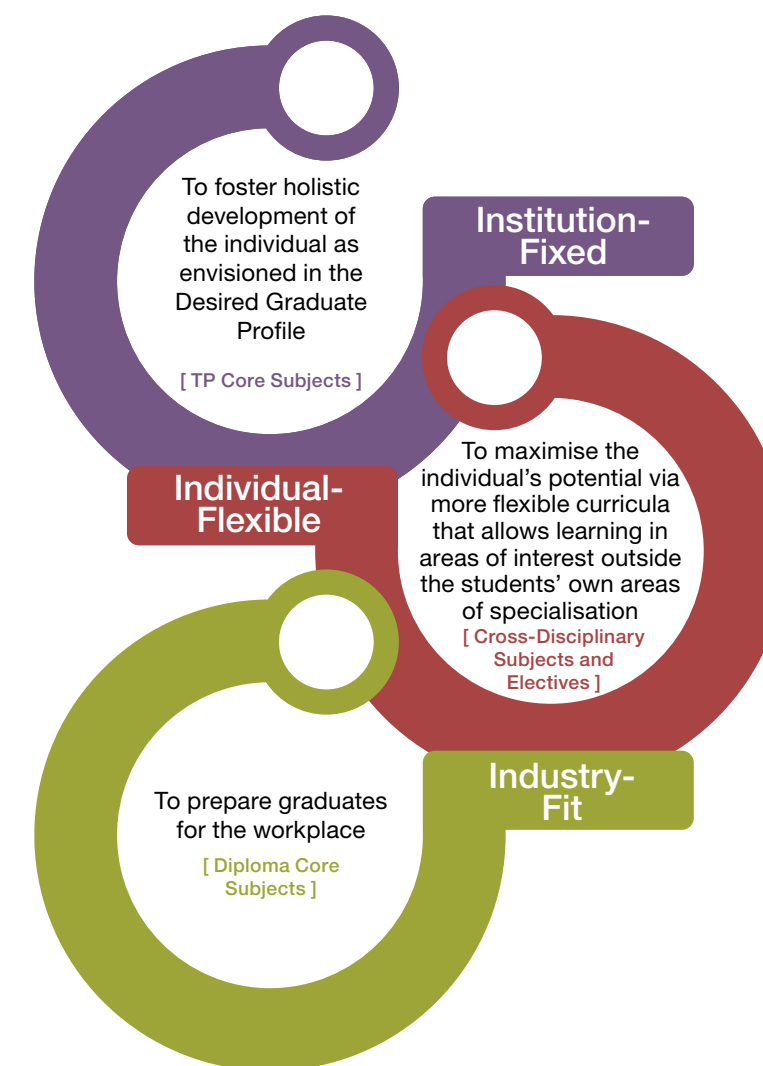 To foster holistic
development of
the individual as
envisioned in the
Desired Graduate
Profile
[ TP Core Subjects ]
Institution-
Fixed
Individual-
Flexible
To maximise the
individual’s potential via
more flexible curricula
that allows learning in
areas of interest outside
the students’ own areas
of specialisation
[ Cross-Disciplinary
Subjects and
Electives ]
Industry-
Fit
To prepare graduates
for the workplace
[ Diploma Core
Subjects ]